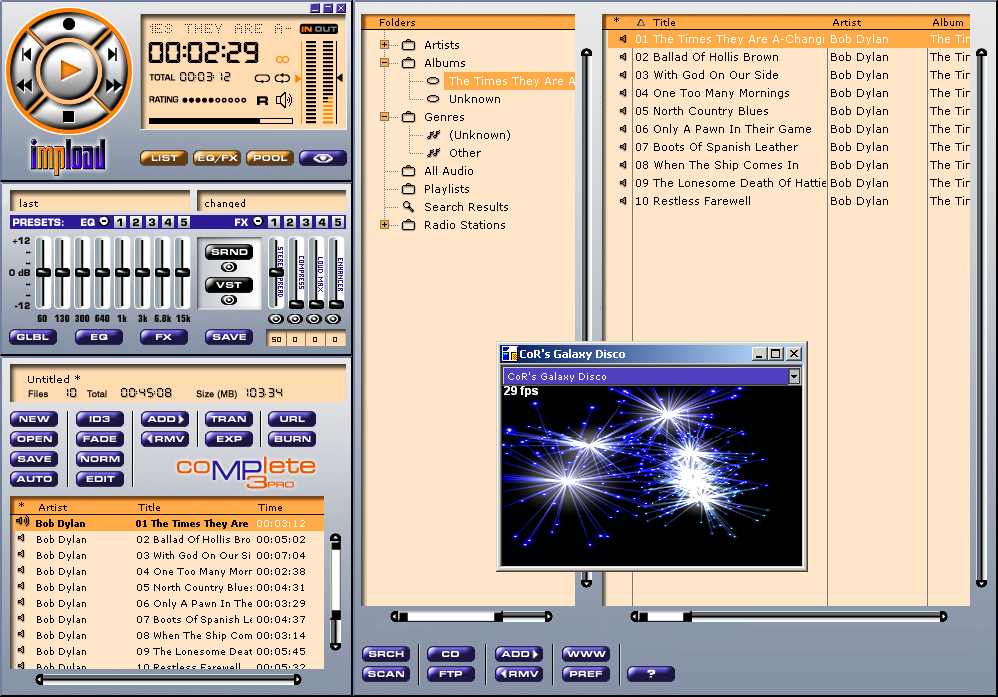 1ES THEY ARE A- IN OUT
00:02:29
TOTAL 00:03:12
RATING R
impload
LIST EQ/FX POOL
last changed
PRESETS: EQ 1 2 3 4 5 FX 1 2 3 4 5
+12
0 dB
-12
STEREO SPREAD COMPRESS LOUD MAX ENHANCER
SRND
VST
60 130 300 640 1k 3k 6.8k 15k
GLBL EQ FX SAVE 50 0 0 0
Untitled *
Files 10 Total 00:45:08 Size (MB) 103.34
NEW ID3 ADD TRAN URL
OPEN FADE RMV EXP BURN
SAVE NORM
AUTO EDIT
coMPlete
3PRO
* Artist Title Time
Bob Dylan 01 The Times They Are 00:03:12
Bob Dylan 02 Ballad Of Hollis Bro 00:05:02
Bob Dylan 03 With God On Our Si 00:07:04
Bob Dylan 04 One Too Many Morr 00:02:38
Bob Dylan 05 North Country Blues 00:04:31
Bob Dylan 06 Only A Pawn In The 00:03:29
Bob Dylan 07 Boots Of Spanish Le 00:04:37
Bob Dylan 08 When The Ship Com 00:03:14
Bob Dylan 09 The Lonesome Deat 00:05:45
Bob Dylan 10 Restless Farewell 00:05:32
Folders
Artists
Albums
The Times They Are A
Unknown
Genres
(Unknown)
Other
All Audio
Playlists
Search Results
Radio Stations
* Title Artist Album
01 The Times They Are A-Changi Bob Dylan The Tir
02 Ballad Of Hollis Brown Bob Dylan The Tir
03 With God On Our Side Bob Dylan The Tir
04 One Too Many Mornings Bob Dylan The Tir
05 North Country Blues Bob Dylan The Tir
06 Only A Pawn In Their Game Bob Dylan The Tir
07 Boots Of Spanish Leather Bob Dylan The Tir
08 When The Ship Comes In Bob Dylan The Tir
09 The Lonesome Death Of Hattie Bob Dylan The Tir
10 Restless Farewell Bob Dylan The Tir
CoR's Galaxy Disco
CoR's Galaxy Disco
29 fps
SRCH CD ADD WWW
SCAN FTP RMV PREF ?